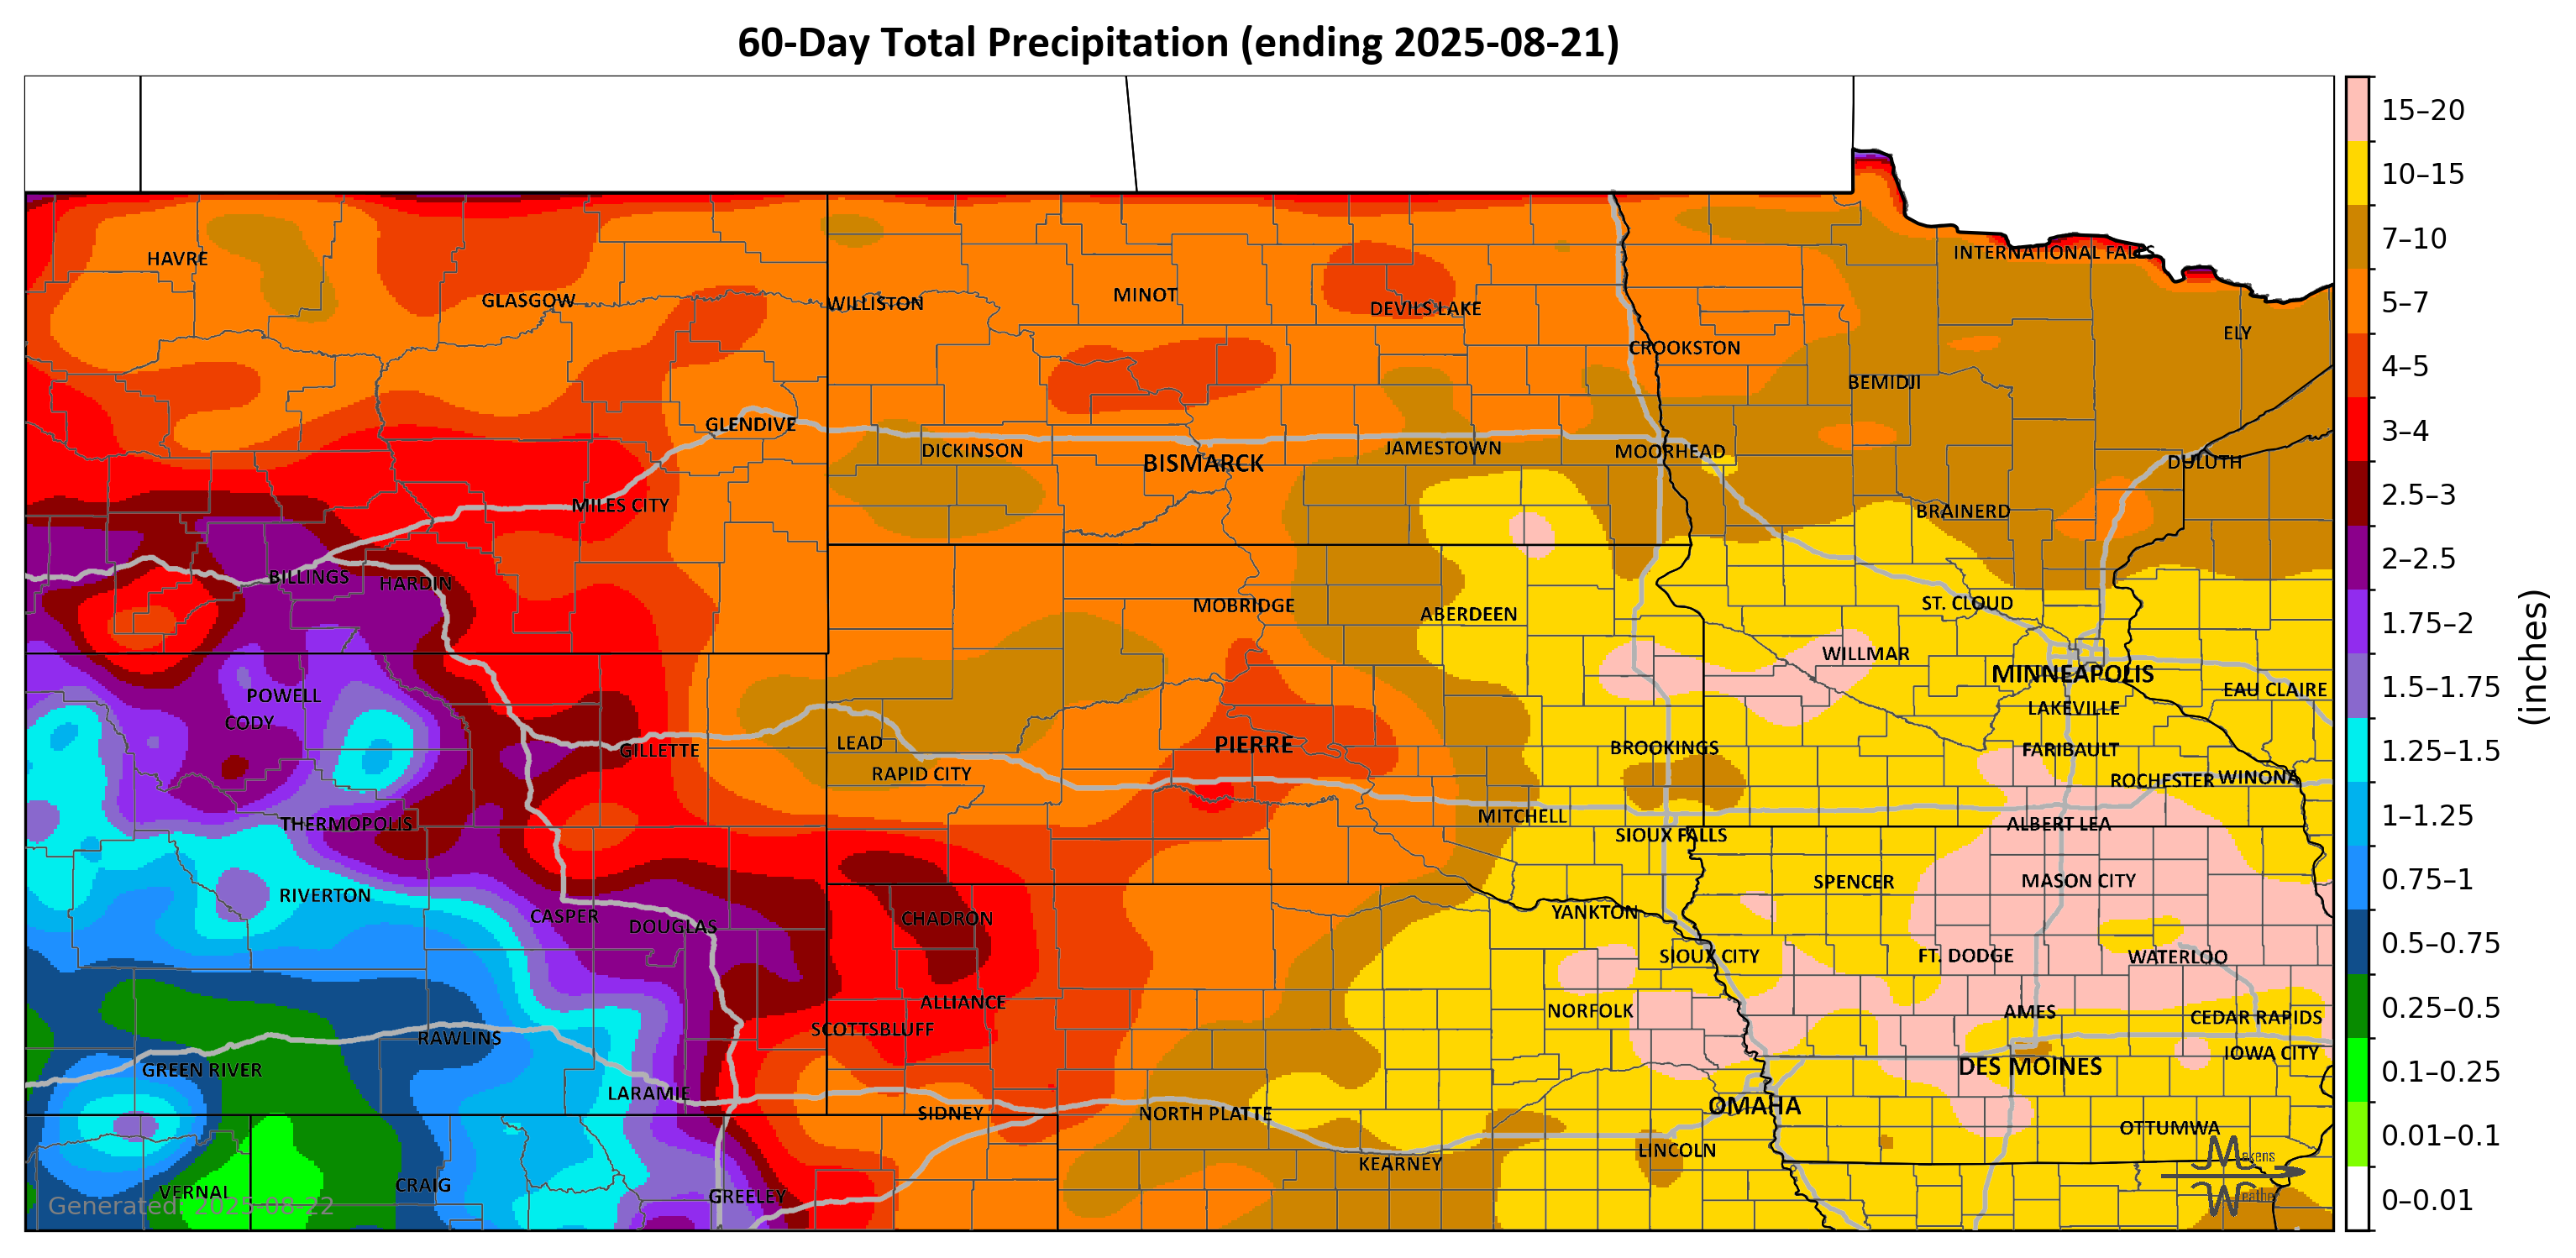 60-Day Total Precipitation (ending 2025-08-21)
15–20
10–15
7–10
5–7
4–5
3–4
2.5–3
2–2.5
1.75–2
1.5–1.75
1.25–1.5
1–1.25
0.75–1
0.5–0.75
0.25–0.5
0.1–0.25
0.01–0.1
0–0.01
(inches)
INTERNATIONAL FALLS
HAVRE
GLASGOW
WILLISTON
MINOT
DEVILS LAKE
ELY
CROOKSTON
BEMIDJI
GLENDIVE
DICKINSON
BISMARCK
JAMESTOWN
MOORHEAD
DULUTH
MILES CITY
BRAINERD
BILLINGS
HARDIN
MOBRIDGE
ABERDEEN
ST. CLOUD
WILLMAR
MINNEAPOLIS
POWELL
EAU CLAIRE
CODY
LAKEVILLE
GILLETTE
LEAD
PIERRE
BROOKINGS
FARIBAULT
RAPID CITY
ROCHESTER
WINONA
THERMOPOLIS
MITCHELL
SIOUX FALLS
ALBERT LEA
RIVERTON
SPENCER
MASON CITY
CASPER
DOUGLAS
CHADRON
YANKTON
SIOUX CITY
FT. DODGE
WATERLOO
ALLIANCE
NORFOLK
AMES
CEDAR RAPIDS
SCOTTSBLUFF
RAWLINS
IOWA CITY
GREEN RIVER
DES MOINES
LARAMIE
SIDNEY
NORTH PLATTE
OMAHA
OTTUMWA
LINCOLN
KEARNEY
Makens
Weather
VERNAL
CRAIG
GREELEY
Generated: 2025-08-22